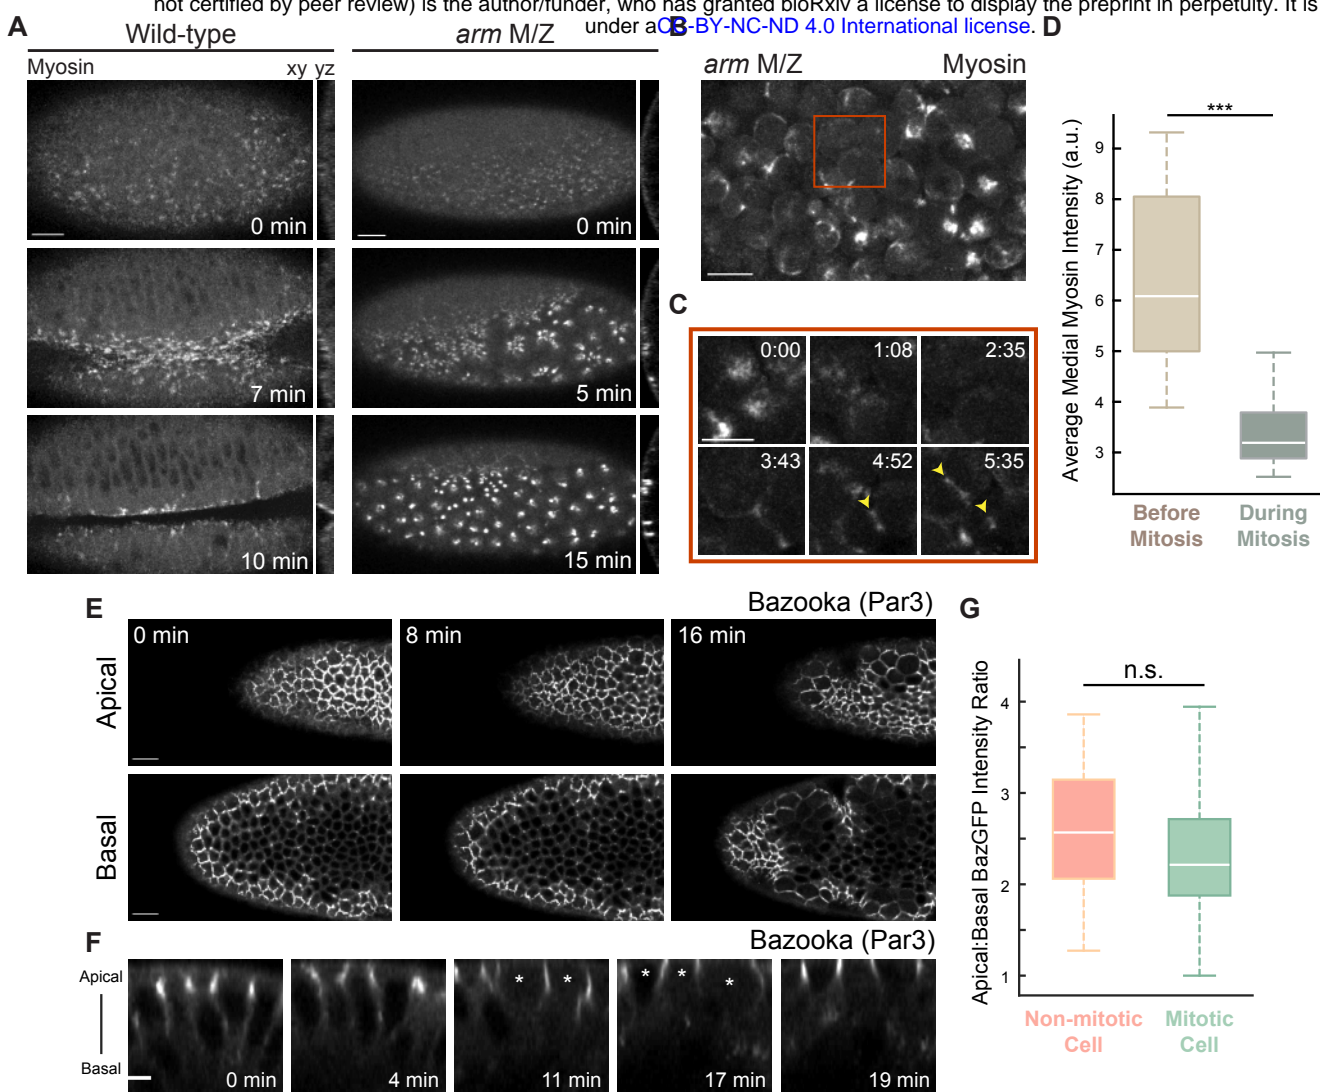 not certified by peer review) is the author/funder, who has granted bioRxiv a license to display the preprint in perpetuity. It is
under aCC-BY-NC-ND 4.0 International license.
A
Wild-type
arm M/Z
Myosin
xy yz
0 min
0 min
7 min
5 min
10 min
15 min
B
arm M/Z
Myosin
C
0:00
1:08
2:35
3:43
4:52
5:35
D
***
Average Medial Myosin Intensity (a.u.)
9
8
7
6
5
4
3
Before
Mitosis
During
Mitosis
E
Bazooka (Par3)
0 min
8 min
16 min
Apical
Basal
F
Bazooka (Par3)
Apical
Basal
* *
* * *
0 min
4 min
11 min
17 min
19 min
G
n.s.
Apical:Basal BazGFP Intensity Ratio
4
3
2
1
Non-mitotic
Cell
Mitotic
Cell